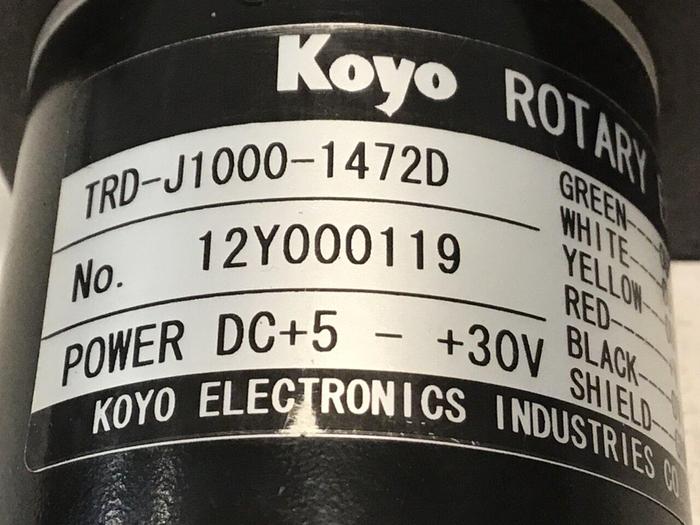 Koyo ROTARY
TRD-J1000-1472D
No. 12Y000119
POWER DC+5 - +30V
GREEN
WHITE
YELLOW
RED
BLACK
SHIELD
KOYO ELECTRONICS INDUSTRIES CO